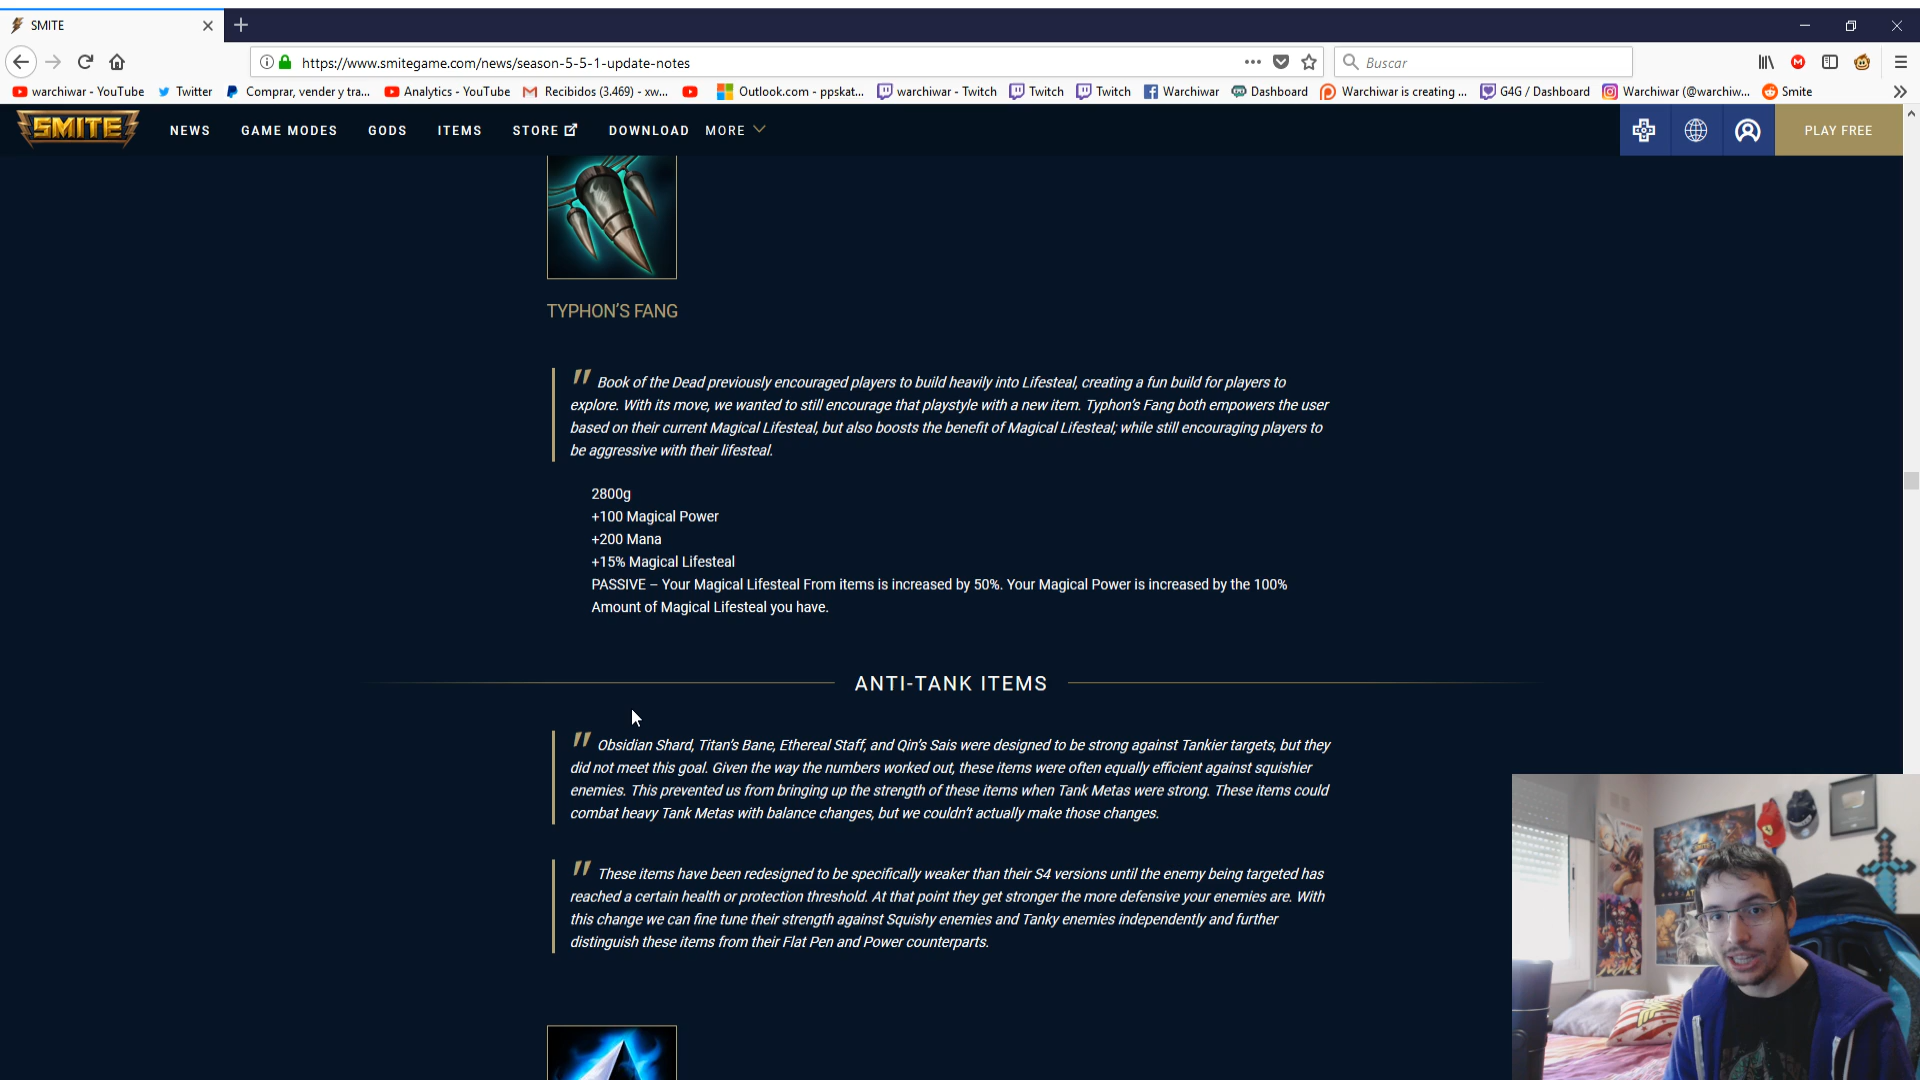 SMITE
https://www.smitegame.com/news/season-5-5-1-update-notes
Buscar
warchiwar - YouTube
Twitter
Comprar, vender y tra...
Analytics - YouTube
Recibidos (3.469) - xw...
Outlook.com - ppskat...
warchiwar - Twitch
Twitch
Twitch
Warchiwar
Dashboard
Warchiwar is creating ...
G4G / Dashboard
Warchiwar (@warchiw...
Smite
SMITE
NEWS
GAME MODES
GODS
ITEMS
STORE
DOWNLOAD
MORE
PLAY FREE
TYPHON'S FANG
" Book of the Dead previously encouraged players to build heavily into Lifesteal, creating a fun build for players to
explore. With its move, we wanted to still encourage that playstyle with a new item. Typhon's Fang both empowers the user
based on their current Magical Lifesteal, but also boosts the benefit of Magical Lifesteal; while still encouraging players to
be aggressive with their lifesteal.
2800g
+100 Magical Power
+200 Mana
+15% Magical Lifesteal
PASSIVE – Your Magical Lifesteal From items is increased by 50%. Your Magical Power is increased by the 100%
Amount of Magical Lifesteal you have.
ANTI-TANK ITEMS
" Obsidian Shard, Titan's Bane, Ethereal Staff, and Qin's Sais were designed to be strong against Tankier targets, but they
did not meet this goal. Given the way the numbers worked out, these items were often equally efficient against squishier
enemies. This prevented us from bringing up the strength of these items when Tank Metas were strong. These items could
combat heavy Tank Metas with balance changes, but we couldn't actually make those changes.
" These items have been redesigned to be specifically weaker than their S4 versions until the enemy being targeted has
reached a certain health or protection threshold. At that point they get stronger the more defensive your enemies are. With
this change we can fine tune their strength against Squishy enemies and Tanky enemies independently and further
distinguish these items from their Flat Pen and Power counterparts.